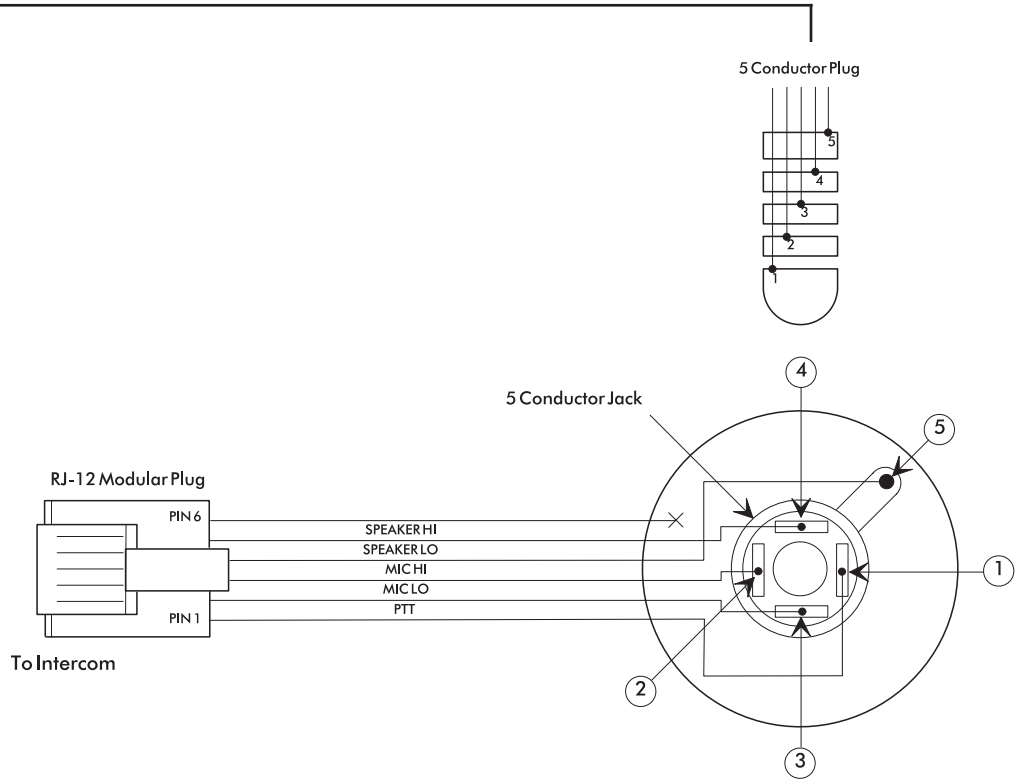 5 Conductor Plug
5
4
3
2
1
4
5 Conductor Jack
5
RJ-12 Modular Plug
PIN 6
SPEAKER HI
SPEAKER LO
MIC HI
1
MIC LO
PIN 1
PTT
To Intercom
2
3